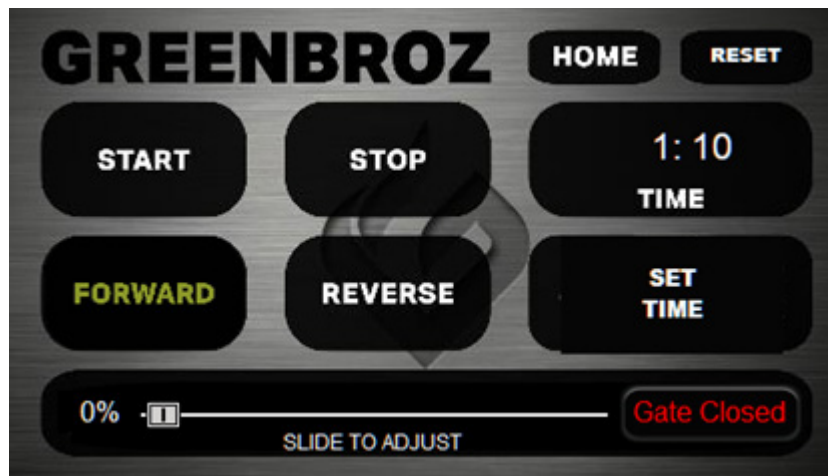 GREENBROZ
HOME
RESET
START
STOP
1: 10
TIME
FORWARD
REVERSE
SET
TIME
0%
SLIDE TO ADJUST
Gate Closed